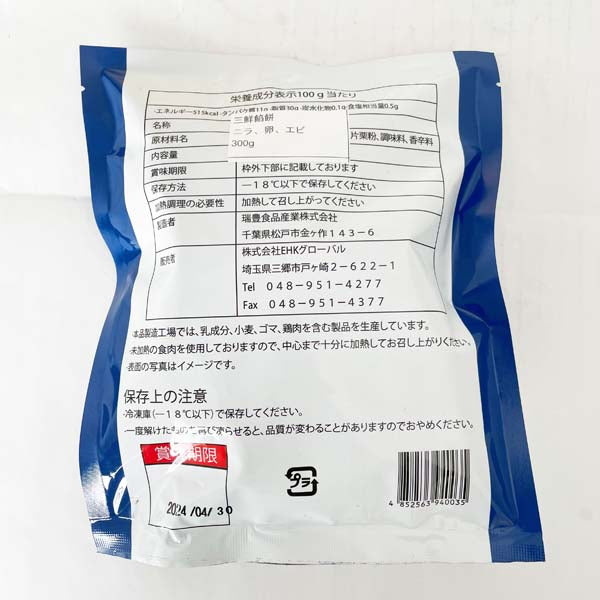 栄養成分表示100g当たり
・エネルギー515kcal・タンパク質11g・脂質30g・炭水化物0.1g・食塩相当量0.5g
名称 三鮮餡餅
原材料名 ニラ、卵、エビ 片栗粉、調味料、香辛料
内容量 300g
賞味期限 枠外下部に記載しております
保存方法 −18℃以下で保存してください
加熱調理の必要性 加熱して召し上がってください
製造者 瑞豊食品産業株式会社
千葉県松戸市金ヶ作143-6
販売者 株式会社EHKグローバル
埼玉県三郷市戸ヶ崎2-622-1
Tel 048-951-4277
Fax 048-951-4377
・本品製造工場では、乳成分、小麦、ゴマ、鶏肉を含む製品を生産しています。
・未加熱の食肉を使用しておりますので、中心まで十分に加熱してお召し上がりください。
・表面の写真はイメージです。
保存上の注意
・冷凍庫(−18℃以下)で保存してください。
・一度解けたものを再び凍らせると、品質が変わることがありますのでおやめください。
賞味期限
2024/04/30
プラ
4 852563 940035